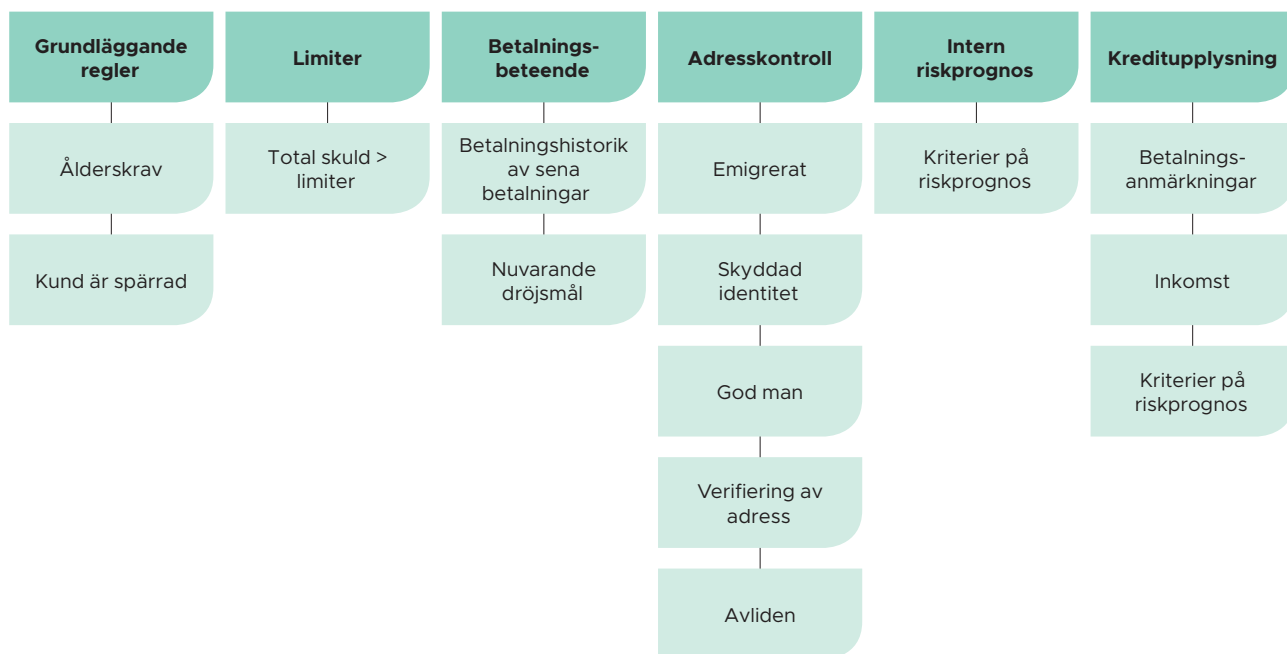 Grundläggande
regler
Limiter
Betalnings-
beteende
Adresskontroll
Intern
riskprognos
Kreditupplysning
Ålderskrav
Total skuld >
limiter
Betalningshistorik
av sena
betalningar
Emigrerat
Kriterier på
riskprognos
Betalnings-
anmärkningar
Kund är spärrad
Nuvarande
dröjsmål
Skyddad
identitet
Inkomst
God man
Kriterier på
riskprognos
Verifiering av
adress
Avliden